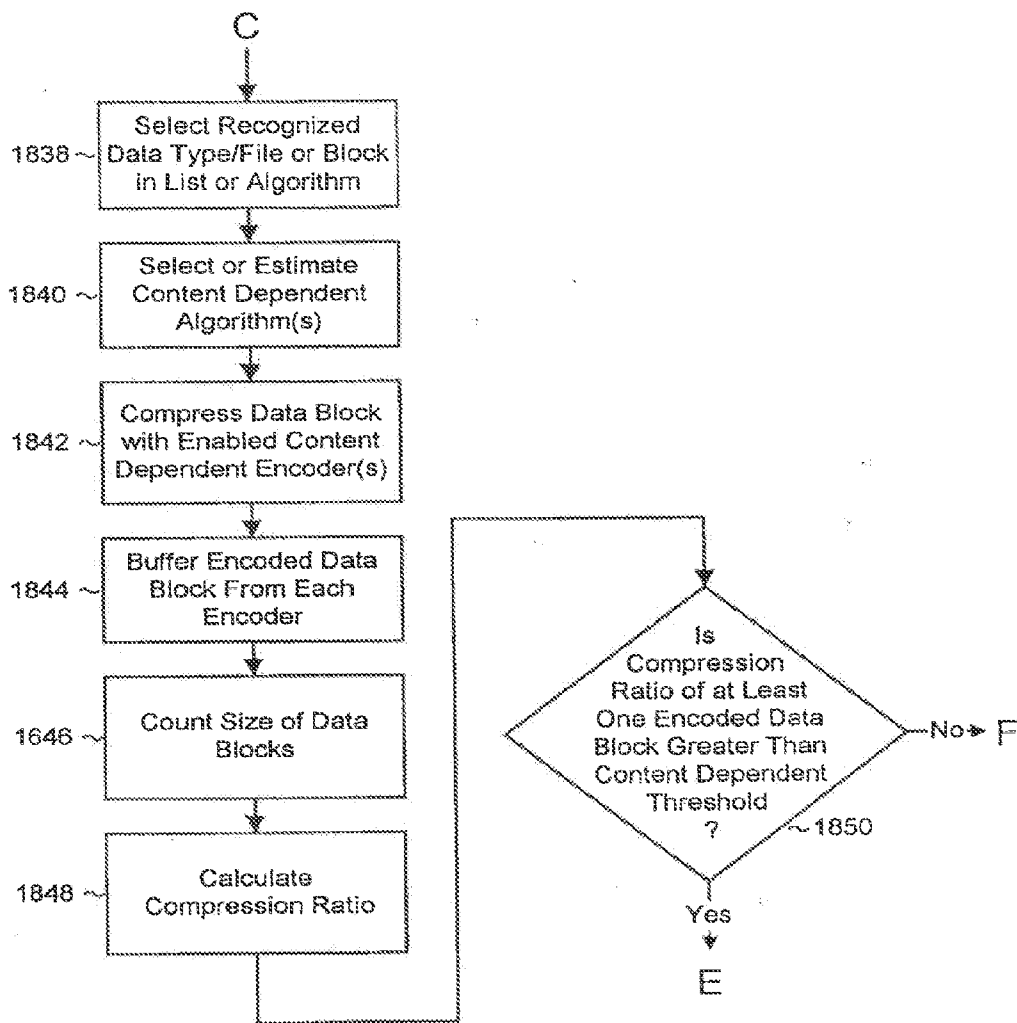 C
1838 ~ Select Recognized
Data Type/File or Block
in List or Algorithm
1840 ~ Select or Estimate
Content Dependent
Algorithm(s)
1842 ~ Compress Data Block
with Enabled Content
Dependent Encoder(s)
1844 ~ Buffer Encoded Data
Block From Each
Encoder
1646 ~ Count Size of Data
Blocks
1848 ~ Calculate
Compression Ratio
Is
Compression
Ratio of at Least
One Encoded Data
Block Greater Than
Content Dependent
Threshold
?
~1850
No
F
Yes
E